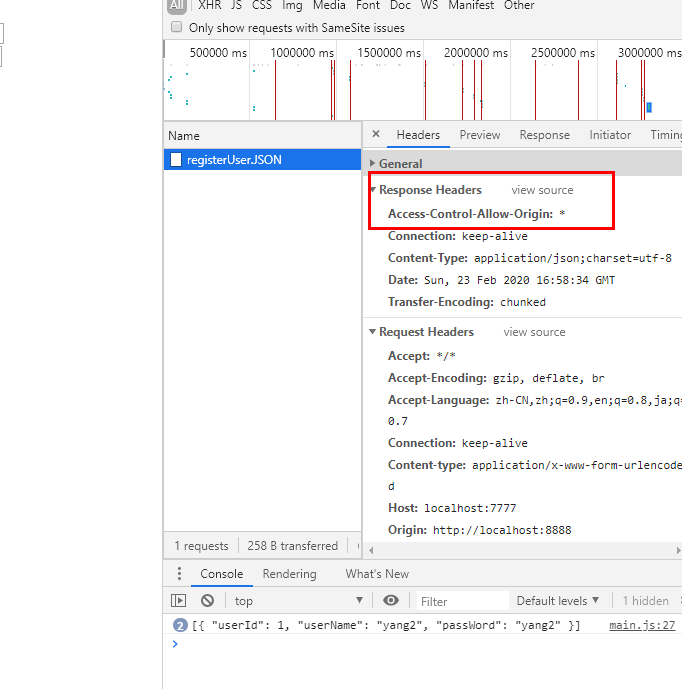 All XHR JS CSS Img Media Font Doc WS Manifest Other
Only show requests with SameSite issues
500000 ms 1000000 ms 1500000 ms 2000000 ms 2500000 ms 3000000 ms
Name
registerUser.JSON
1 requests 258 B transferred
× Headers Preview Response Initiator Timing
General
Response Headers view source
Access-Control-Allow-Origin: *
Connection: keep-alive
Content-Type: application/json;charset=utf-8
Date: Sun, 23 Feb 2020 16:58:34 GMT
Transfer-Encoding: chunked
Request Headers view source
Accept: */*
Accept-Encoding: gzip, deflate, br
Accept-Language: zh-CN,zh;q=0.9,en;q=0.8,ja;q=
0.7
Connection: keep-alive
Content-type: application/x-www-form-urlencode
d
Host: localhost:7777
Origin: http://localhost:8888
Console Rendering What's New
top Filter Default levels ▼ 1 hidden
2 [{ "userId": 1, "userName": "yang2", "passWord": "yang2" }] main.js:27